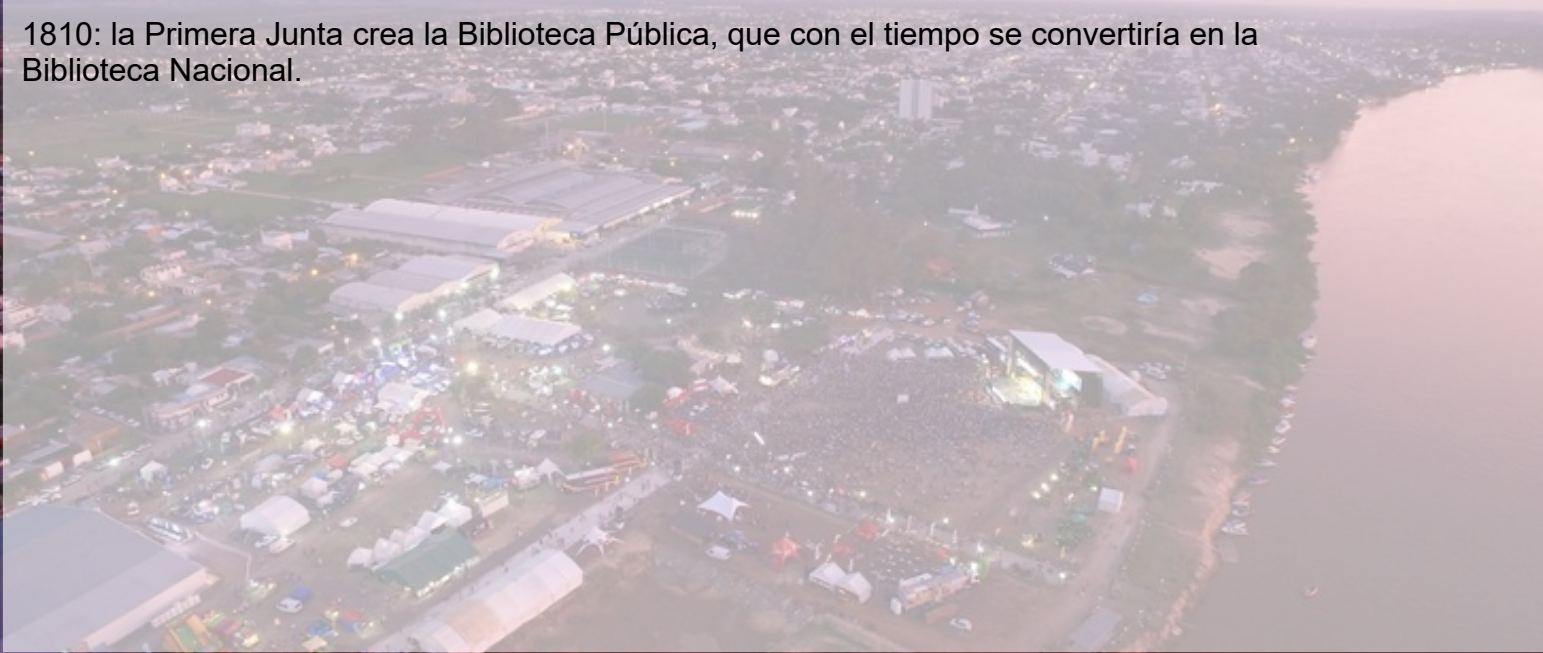 1810: la Primera Junta crea la Biblioteca Pública, que con el tiempo se convertiría en la
Biblioteca Nacional.